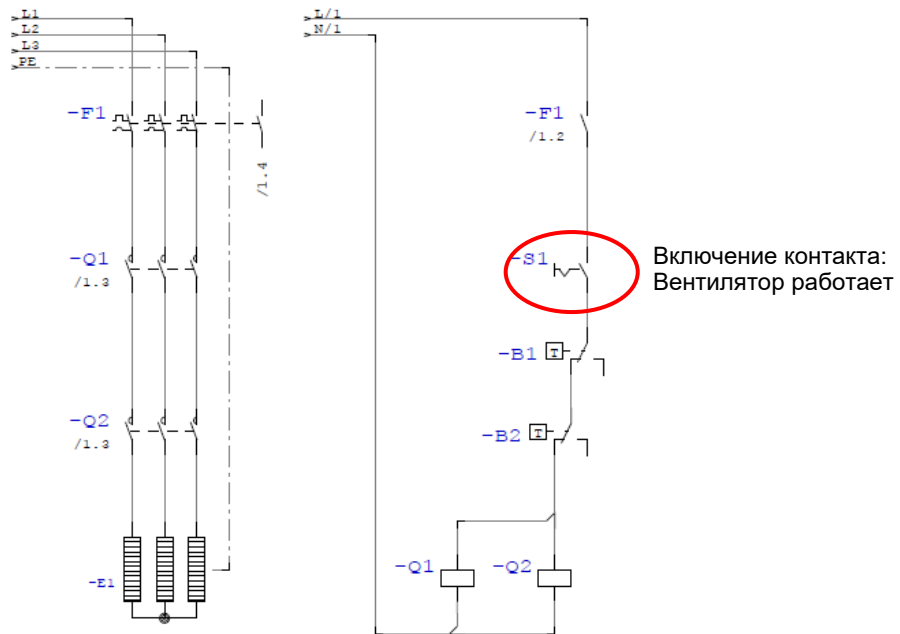 L1
L2
L3
PE
-F1
/1.4
-Q1
/1.3
-Q2
/1.3
-E1
L/1
N/1
-F1
/1.2
-S1
Включение контакта:
Вентилятор работает
-B1 T
-B2 T
-Q1
-Q2